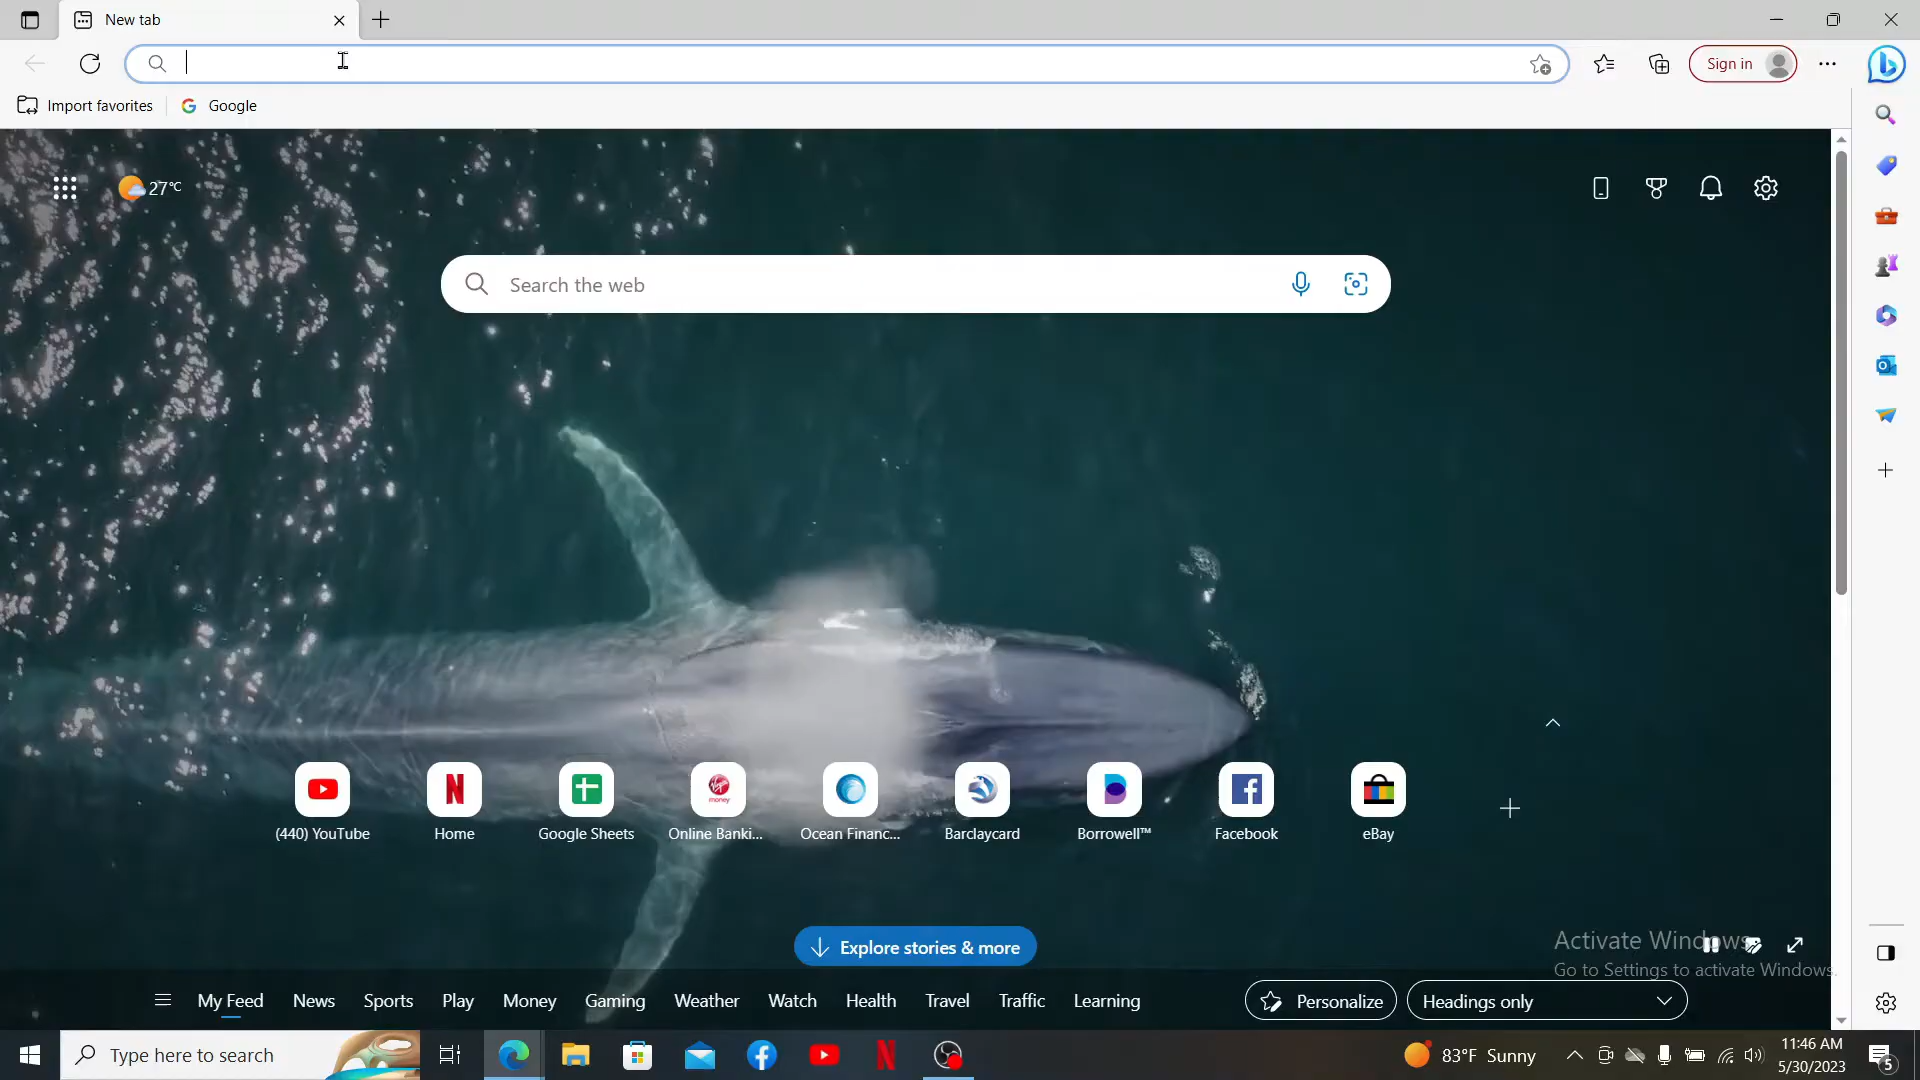 New tab
Sign in
Import favorites
Google
27°C
Search the web
(440) YouTube
Home
Google Sheets
Online Banki...
Ocean Financ...
Barclaycard
Borrowell™
Facebook
eBay
Explore stories & more
Activate Windows
Go to Settings to activate Windows.
My Feed
News
Sports
Play
Money
Gaming
Weather
Watch
Health
Travel
Traffic
Learning
Personalize
Headings only
Type here to search
83°F Sunny
11:46 AM
5/30/2023
5